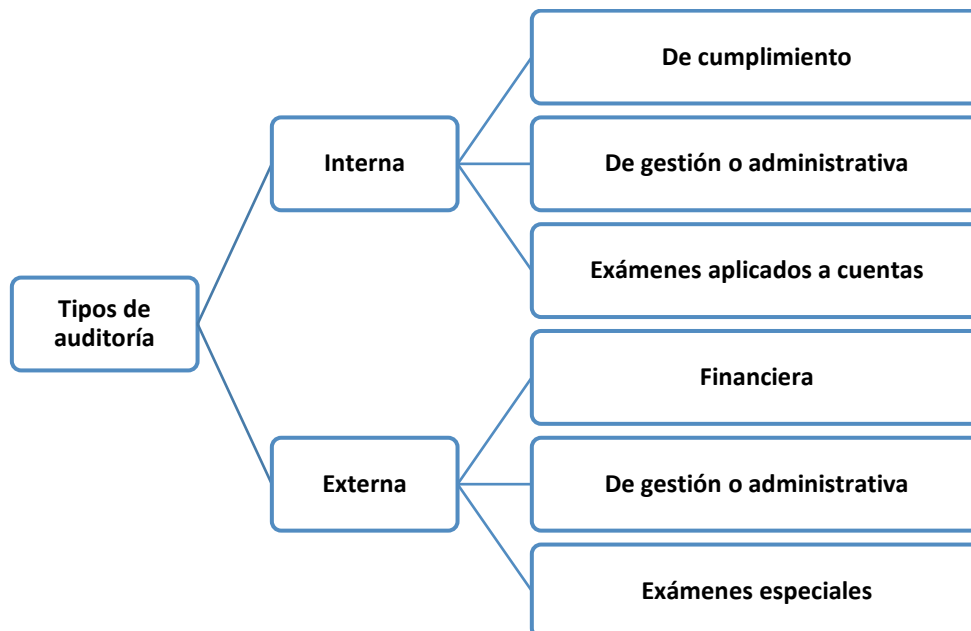 Tipos de
auditoría
Interna
De cumplimiento
De gestión o administrativa
Exámenes aplicados a cuentas
Externa
Financiera
De gestión o administrativa
Exámenes especiales